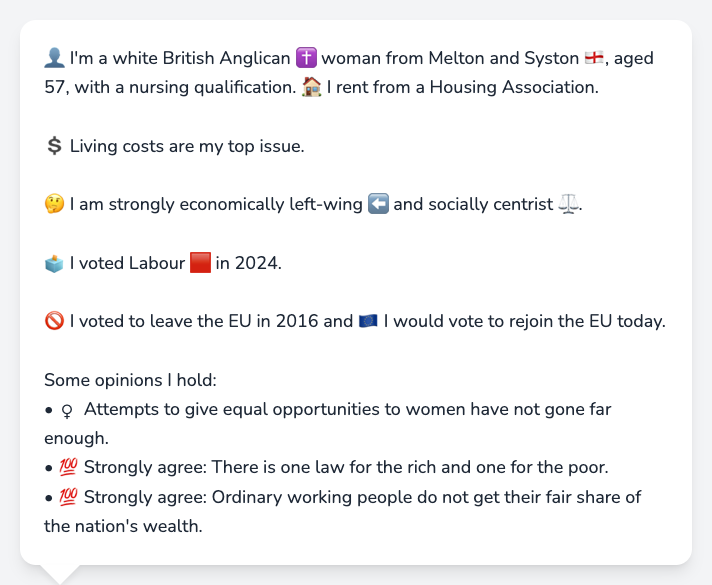 👤 I'm a white British Anglican ✝️ woman from Melton and Syston 🏴󠁧󠁢󠁥󠁮󠁧󠁿, aged
57, with a nursing qualification. 🏠 I rent from a Housing Association.
💲 Living costs are my top issue.
🤔 I am strongly economically left-wing ⬅️ and socially centrist ⚖️.
🗳️ I voted Labour 🟥 in 2024.
🚫 I voted to leave the EU in 2016 and 🇪🇺 I would vote to rejoin the EU today.
Some opinions I hold:
• ♀ Attempts to give equal opportunities to women have not gone far
enough.
• 💯 Strongly agree: There is one law for the rich and one for the poor.
• 💯 Strongly agree: Ordinary working people do not get their fair share of
the nation's wealth.